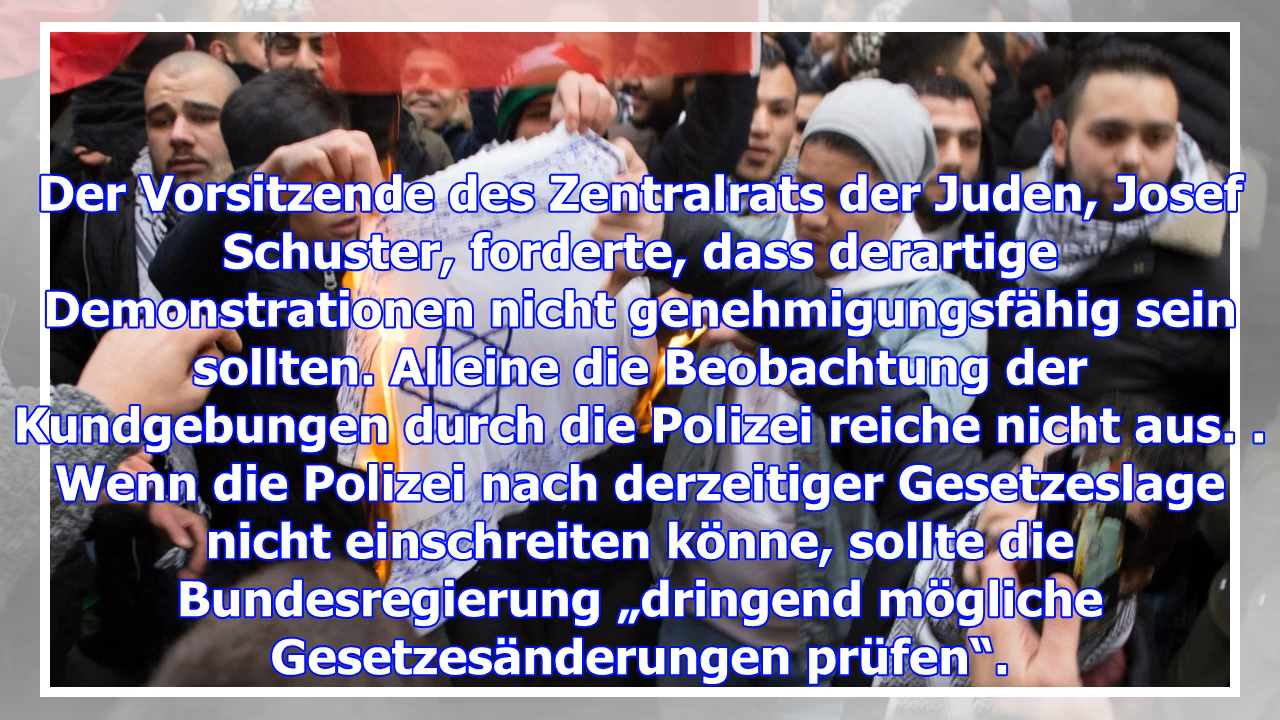 Der Vorsitzende des Zentralrats der Juden, Josef
Schuster, forderte, dass derartige
Demonstrationen nicht genehmigungsfähig sein
sollten. Alleine die Beobachtung der
Kundgebungen durch die Polizei reiche nicht aus. .
Wenn die Polizei nach derzeitiger Gesetzeslage
nicht einschreiten könne, sollte die
Bundesregierung „dringend mögliche
Gesetzesänderungen prüfen“.